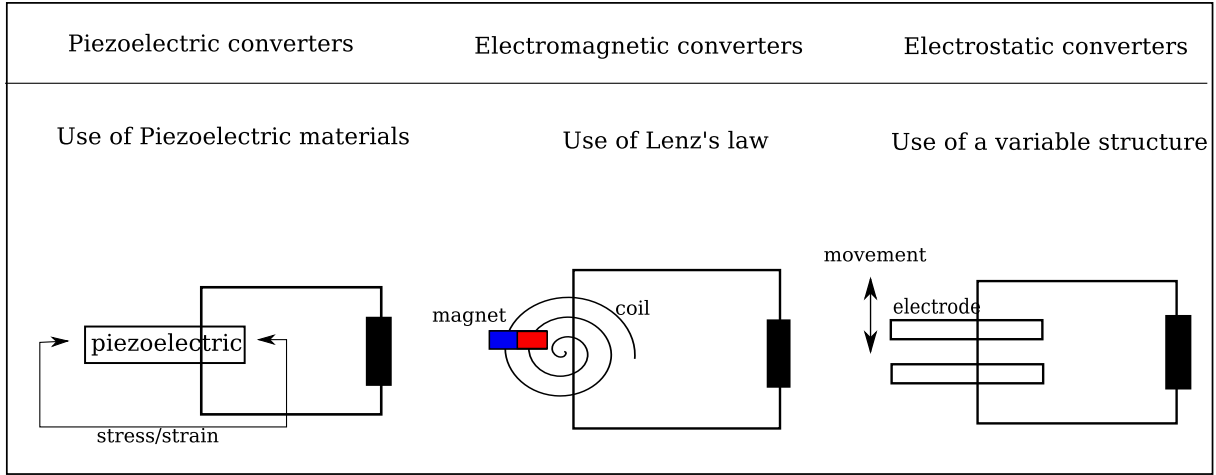 Piezoelectric converters
Electromagnetic converters
Electrostatic converters
Use of Piezoelectric materials
Use of Lenz's law
Use of a variable structure
piezoelectric
stress/strain
magnet
coil
movement
electrode